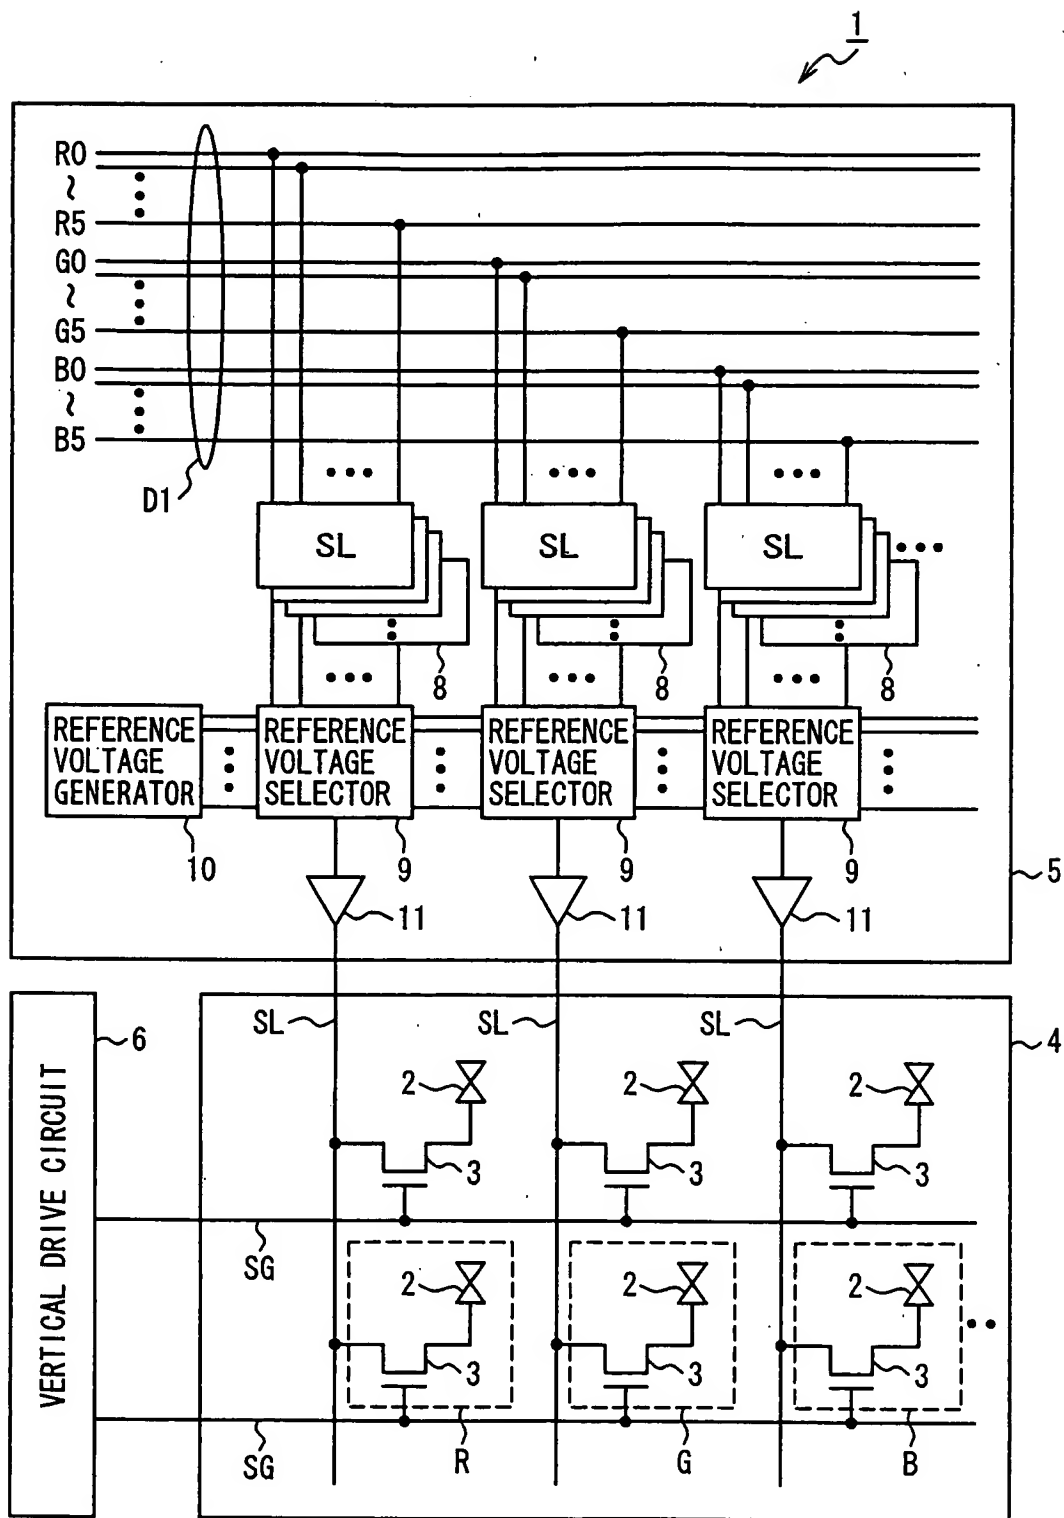 1
R0
~
R5
G0
~
G5
B0
~
B5
D1
SL SL SL
8 8 8
REFERENCE VOLTAGE GENERATOR
REFERENCE VOLTAGE SELECTOR
REFERENCE VOLTAGE SELECTOR
REFERENCE VOLTAGE SELECTOR
10 9 9 9
5
11 11 11
6
VERTICAL DRIVE CIRCUIT
SL SL SL
4
2 2 2
3 3 3
SG
2 2 2
3 3 3
SG R G B